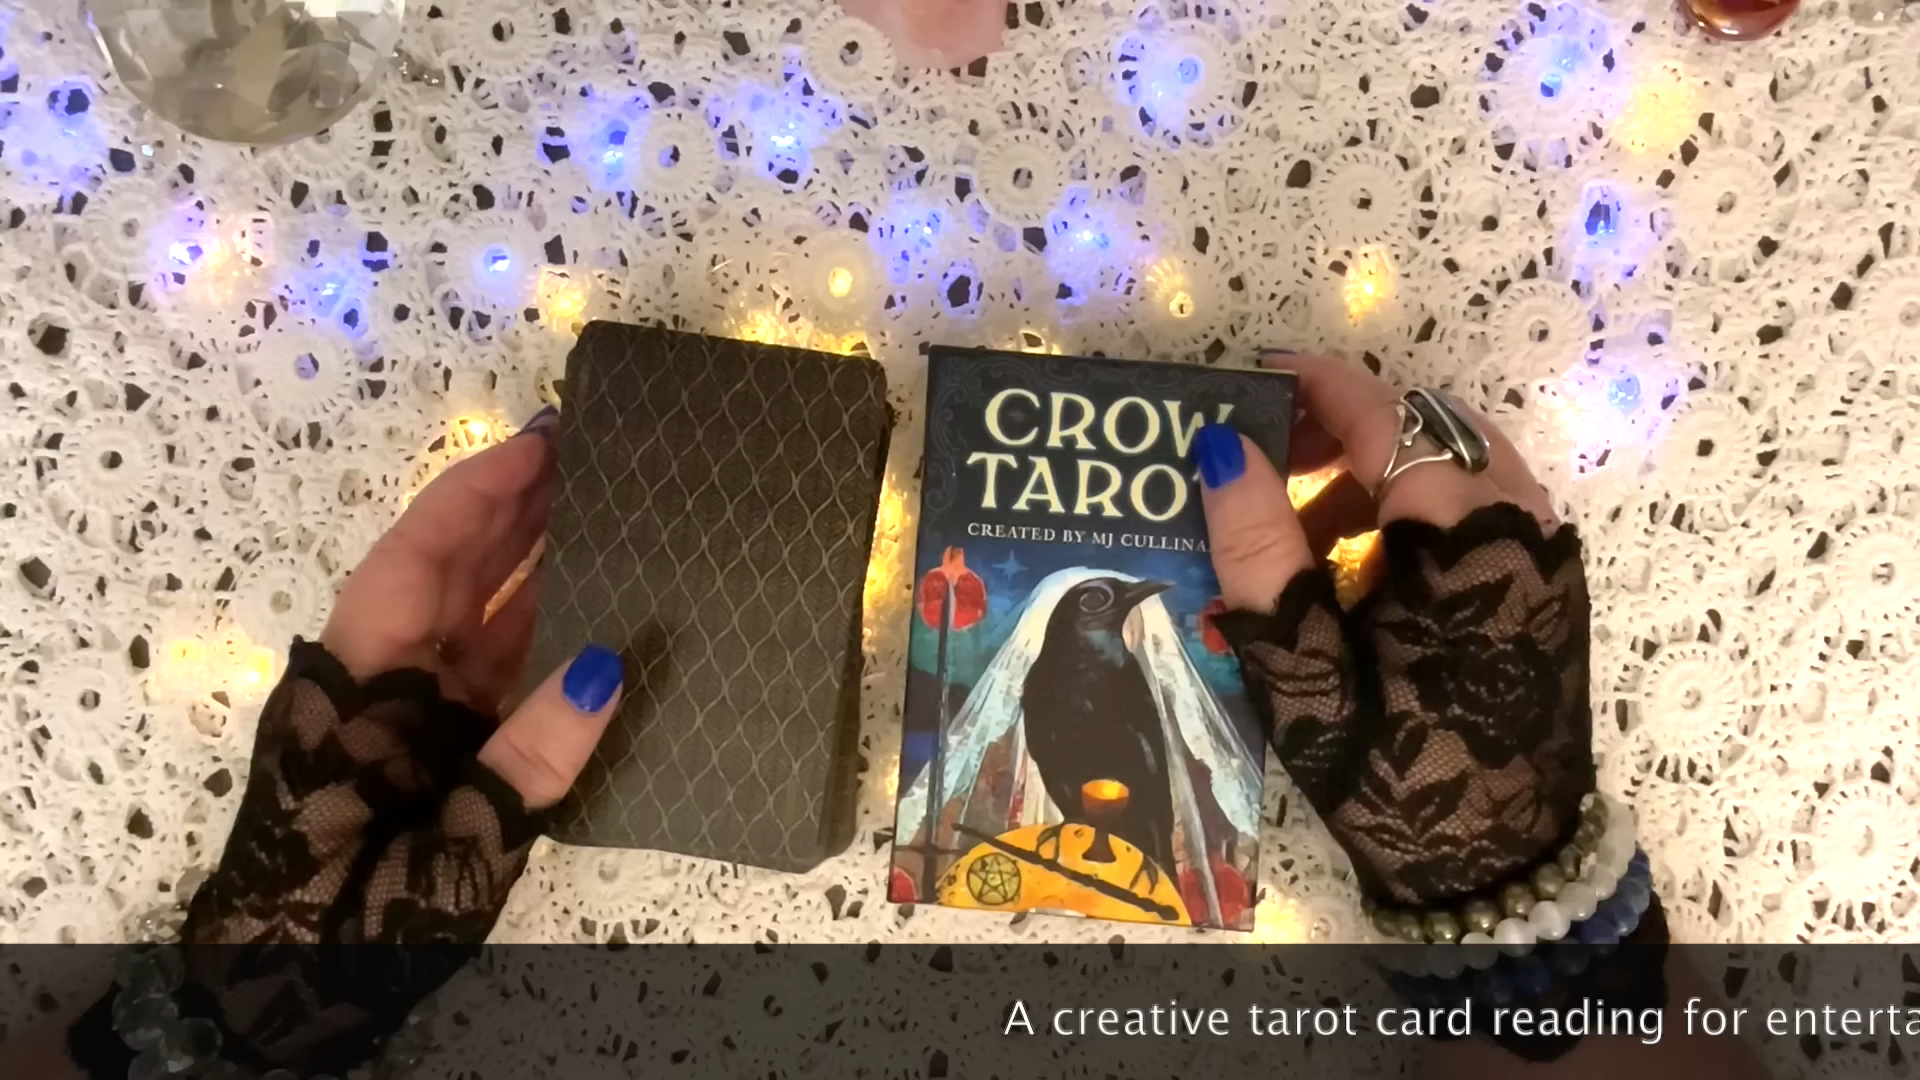 CROW
TARO
CREATED BY MJ CULLINA
A creative tarot card reading for enterta